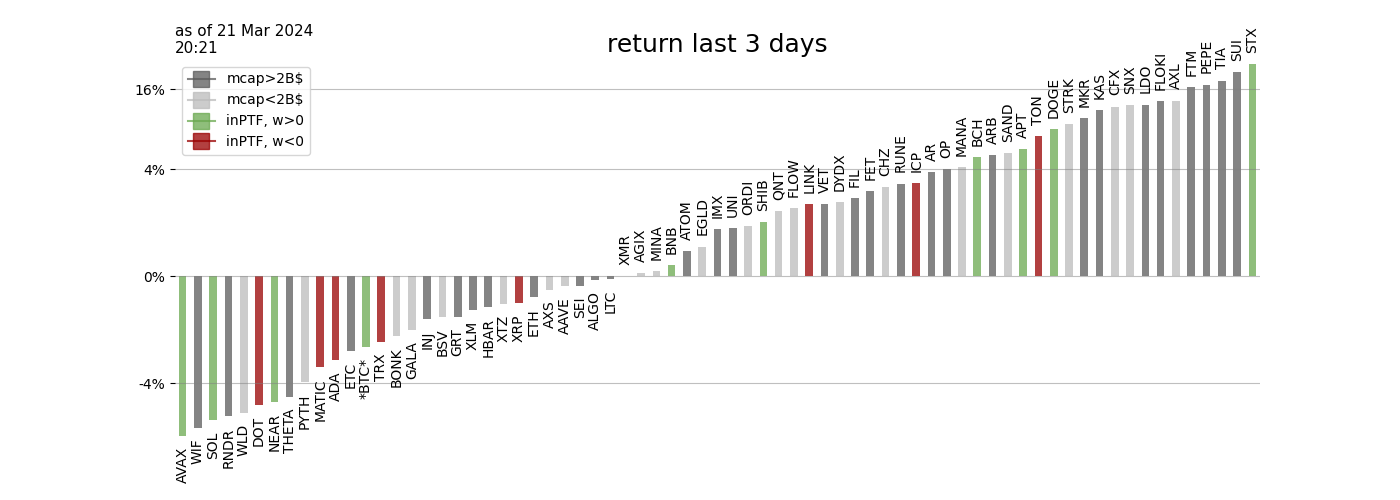 as of 21 Mar 2024
20:21
return last 3 days
mcap>2B$
mcap<2B$
inPTF, w>0
inPTF, w<0
16%
4%
0%
-4%
AVAX
WIF
SOL
RNDR
WLD
DOT
NEAR
THETA
PYTH
MATIC
ADA
ETC
*BTC*
TRX
BONK
GALA
INJ
BSV
GRT
XLM
HBAR
XTZ
XRP
ETH
AXS
AAVE
SEI
ALGO
LTC
XMR
AGIX
MINA
BNB
ATOM
EGLD
IMX
UNI
ORDI
SHIB
QNT
FLOW
LINK
VET
DYDX
FIL
FET
CHZ
RUNE
ICP
AR
OP
MANA
BCH
ARB
SAND
APT
TON
DOGE
STRK
MKR
KAS
CFX
SNX
LDO
FLOKI
AXL
FTM
PEPE
TIA
SUI
STX